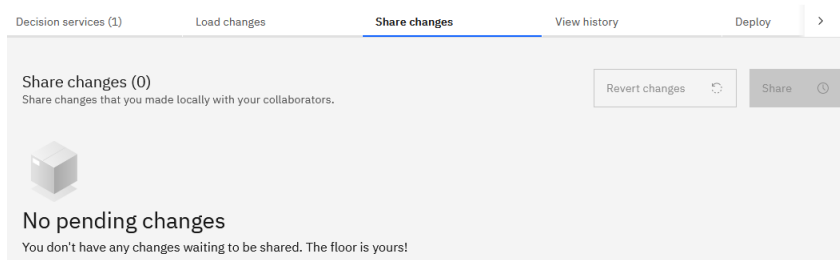 Decision services (1) Load changes Share changes View history Deploy
Share changes (0)
Share changes that you made locally with your collaborators.
Revert changes Share
No pending changes
You don't have any changes waiting to be shared. The floor is yours!